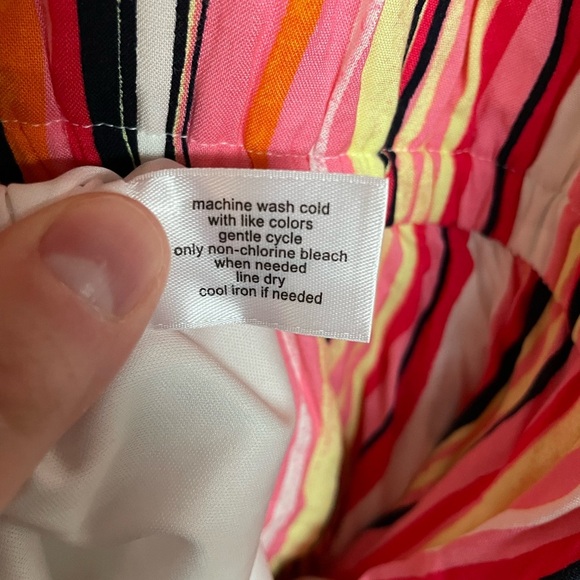 machine wash cold
with like colors
gentle cycle
only non-chlorine bleach
when needed
line dry
cool iron if needed